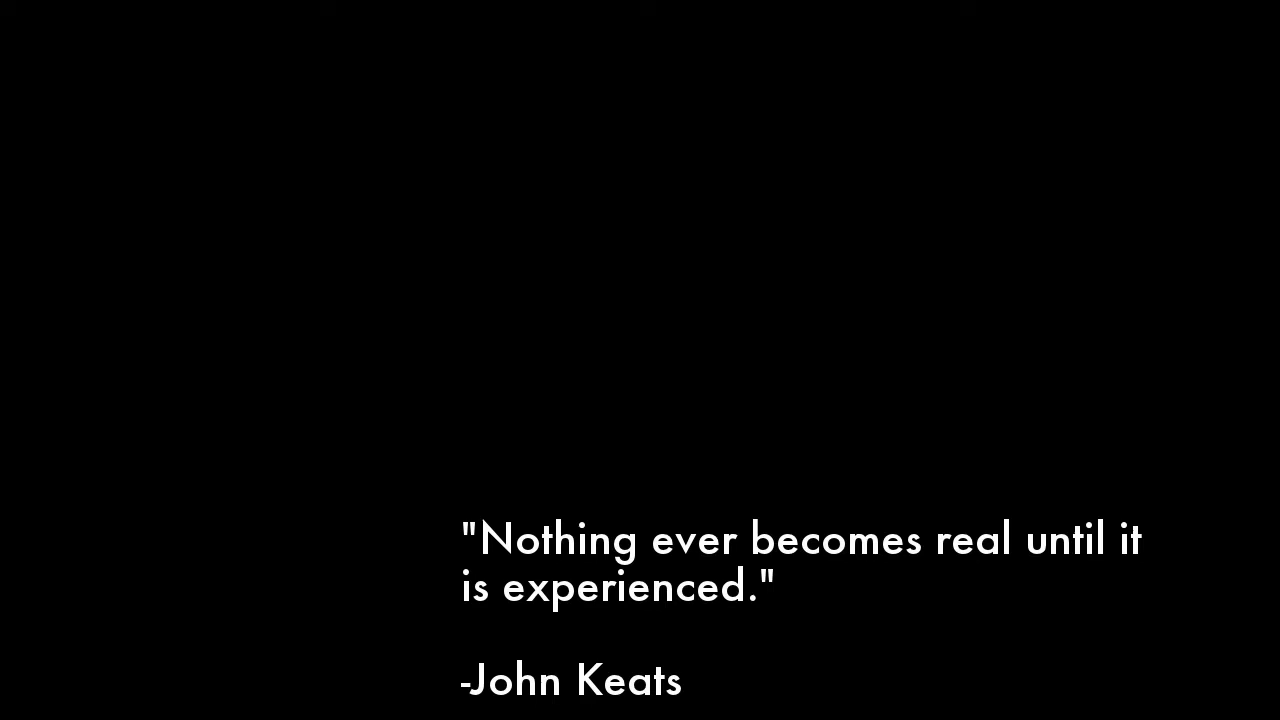 "Nothing ever becomes real until it
is experienced."
-John Keats